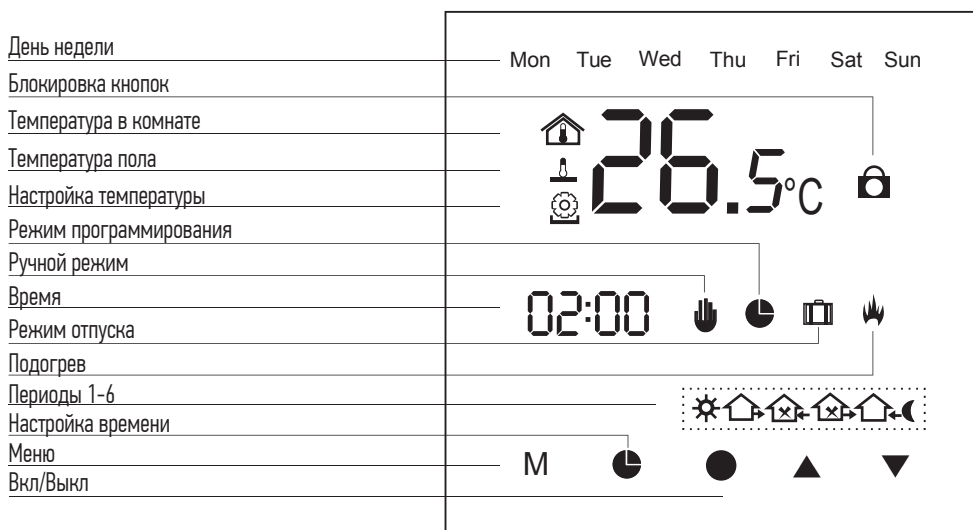 День недели
Mon Tue Wed Thu Fri Sat Sun
Блокировка кнопок
Температура в комнате
Температура пола
26.5°C
Настройка температуры
Режим программирования
Ручной режим
Время
02:00
Режим отпуска
Подогрев
Периоды 1-6
Настройка времени
Меню
M
Вкл/Выкл